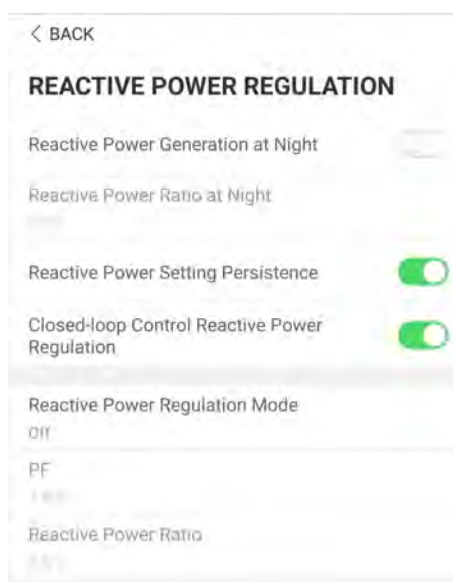 < BACK
REACTIVE POWER REGULATION
Reactive Power Generation at Night
Reactive Power Ratio at Night
Reactive Power Setting Persistence
Closed-loop Control Reactive Power
Regulation
Reactive Power Regulation Mode
Off
PF
Reactive Power Ratio